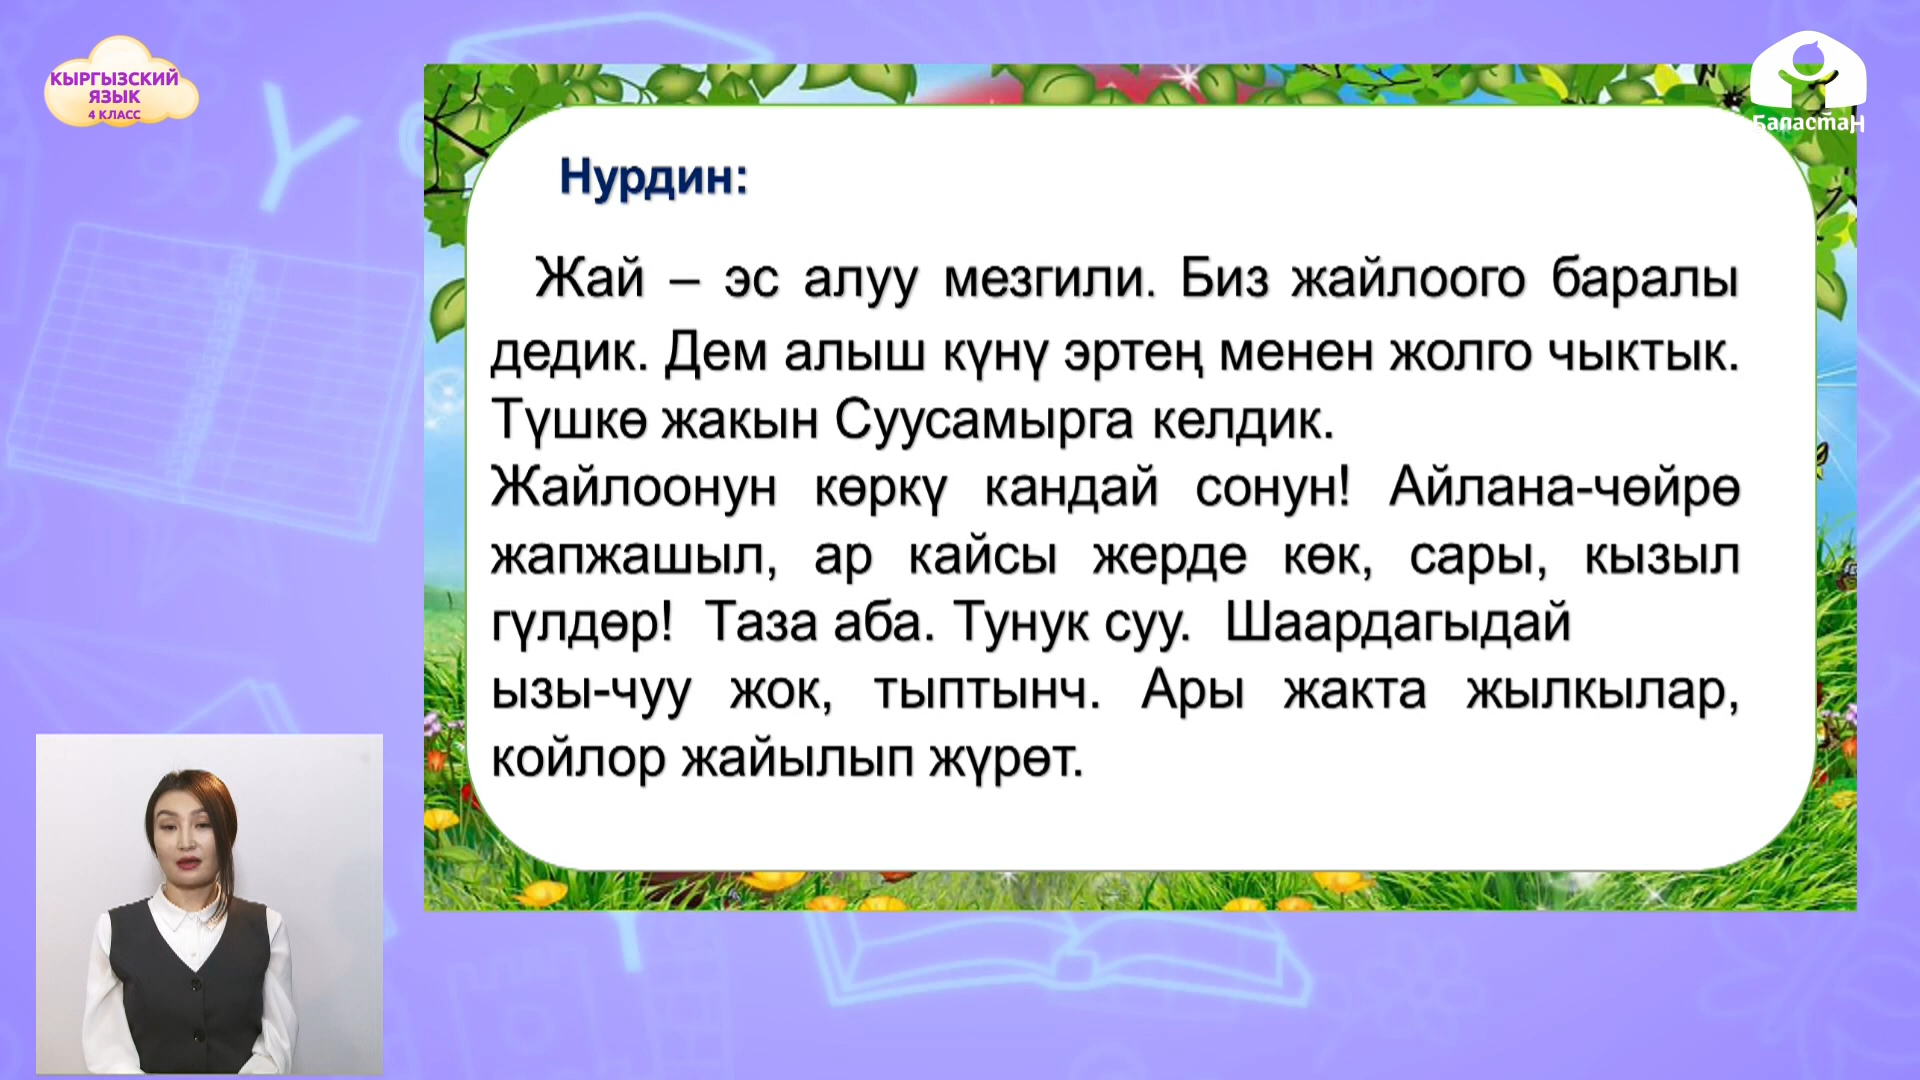 КЫРГЫЗСКИЙ
ЯЗЫК
4 КЛАСС
Баластан
Нурдин:
Жай – эс алуу мезгили. Биз жайлоого баралы
дедик. Дем алыш күнү эртең менен жолго чыктык.
Түшкө жакын Суусамырга келдик.
Жайлоонун көркү кандай сонун! Айлана-чөйрө
жапжашыл, ар кайсы жерде көк, сары, кызыл
гүлдөр! Таза аба. Тунук суу. Шаардагыдай
ызы-чуу жок, тыптынч. Ары жакта жылкылар,
койлор жайылып жүрөт.